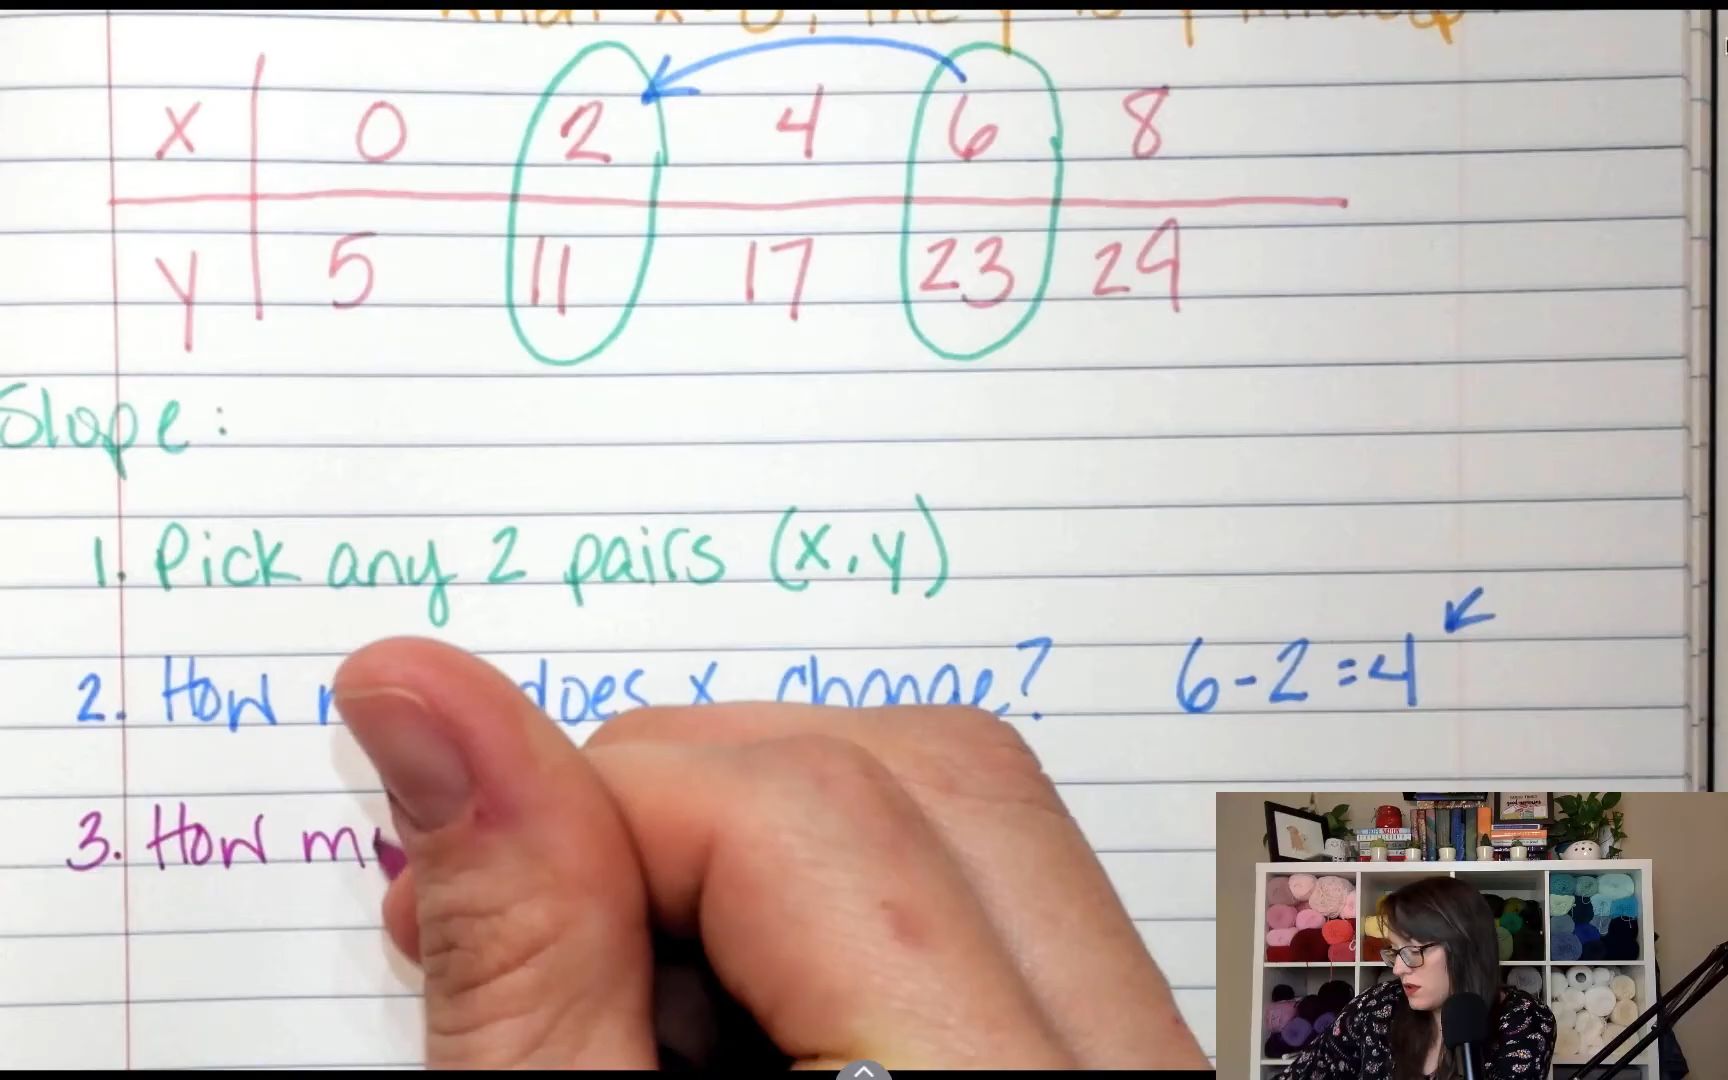 x 0 2 4 6 8
y 5 11 17 23 29
Slope:
1. Pick any 2 pairs (x,y)
2. How does x change? 6-2=4
3. How